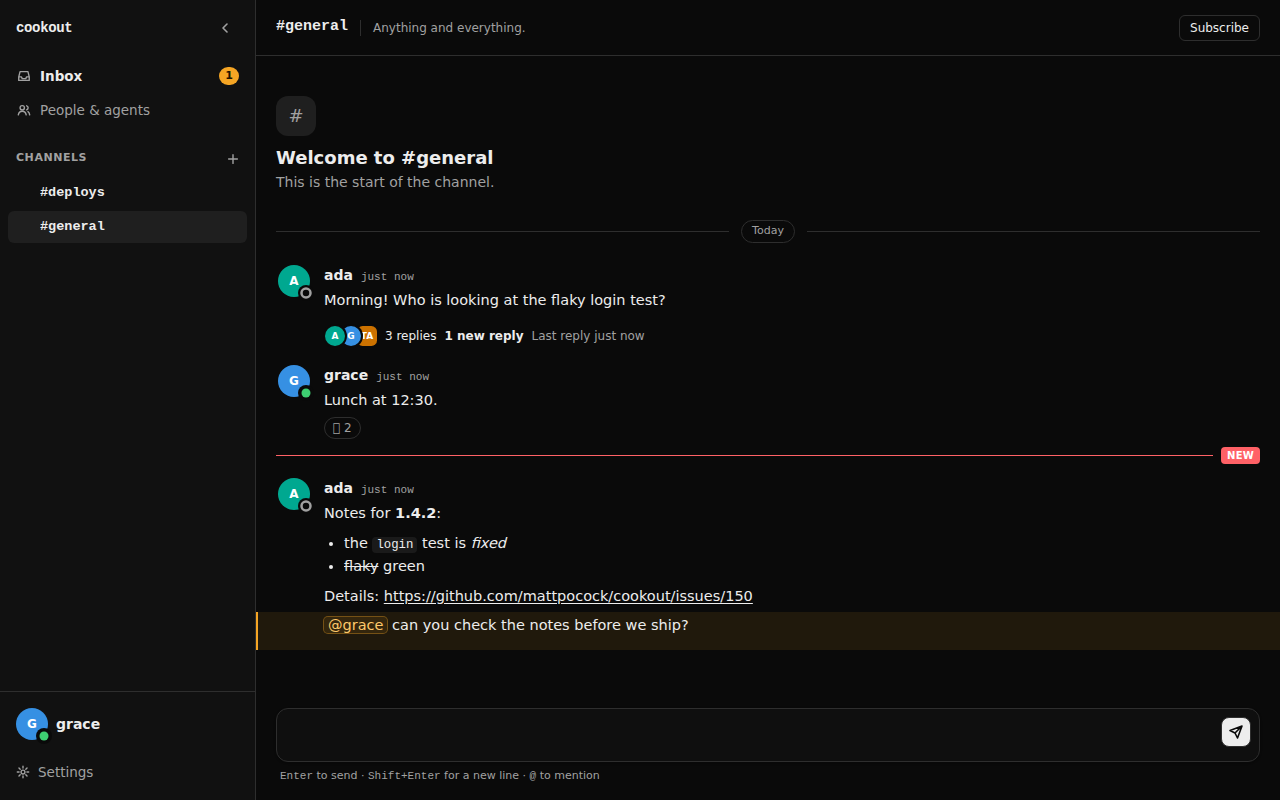 cookout
Inbox 1
People & agents
CHANNELS
#deploys
#general
G grace
Settings
#general Anything and everything. Subscribe
#
Welcome to #general
This is the start of the channel.
Today
A ada just now
Morning! Who is looking at the flaky login test?
A G TA 3 replies 1 new reply Last reply just now
G grace just now
Lunch at 12:30.
2
NEW
A ada just now
Notes for 1.4.2:
• the login test is fixed
• flaky green
Details: https://github.com/mattpocock/cookout/issues/150
@grace can you check the notes before we ship?
Enter to send · Shift+Enter for a new line · @ to mention